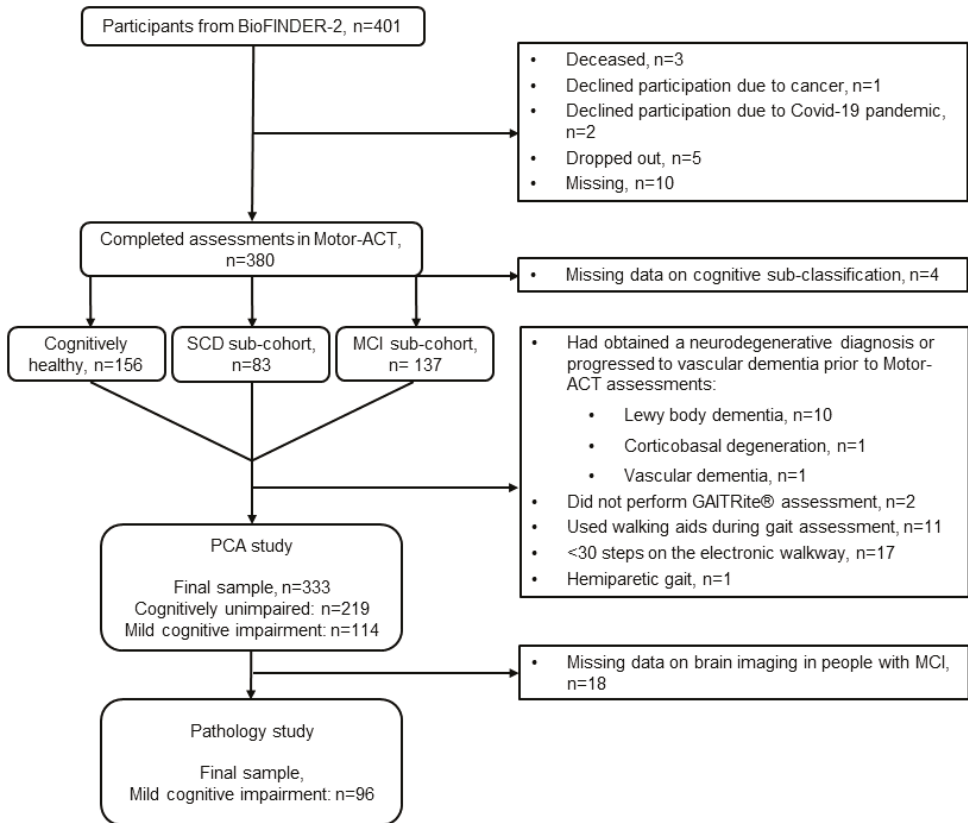 Participants from BioFINDER-2, n=401
• Deceased, n=3
• Declined participation due to cancer, n=1
• Declined participation due to Covid-19 pandemic,
n=2
• Dropped out, n=5
• Missing, n=10
Completed assessments in Motor-ACT,
n=380
• Missing data on cognitive sub-classification, n=4
Cognitively
healthy, n=156
SCD sub-cohort,
n=83
MCI sub-cohort,
n= 137
• Had obtained a neurodegenerative diagnosis or
progressed to vascular dementia prior to Motor-
ACT assessments:
• Lewy body dementia, n=10
• Corticobasal degeneration, n=1
• Vascular dementia, n=1
• Did not perform GAITRite® assessment, n=2
• Used walking aids during gait assessment, n=11
• <30 steps on the electronic walkway, n=17
• Hemiparetic gait, n=1
PCA study
Final sample, n=333
Cognitively unimpaired: n=219
Mild cognitive impairment: n=114
• Missing data on brain imaging in people with MCI,
n=18
Pathology study
Final sample,
Mild cognitive impairment: n=96